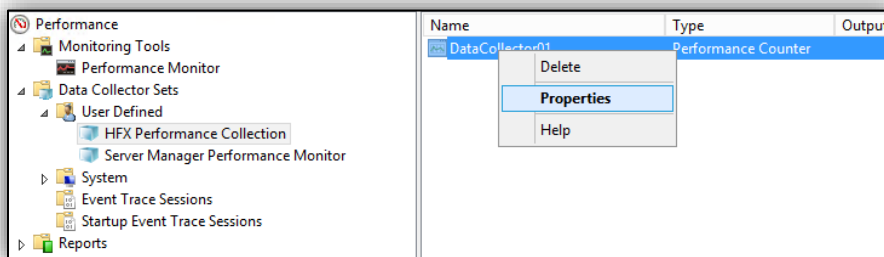 Performance
Monitoring Tools
Performance Monitor
Data Collector Sets
User Defined
HFX Performance Collection
Server Manager Performance Monitor
System
Event Trace Sessions
Startup Event Trace Sessions
Reports
Name Type Output
DataCollector01 Performance Counter
Delete
Properties
Help